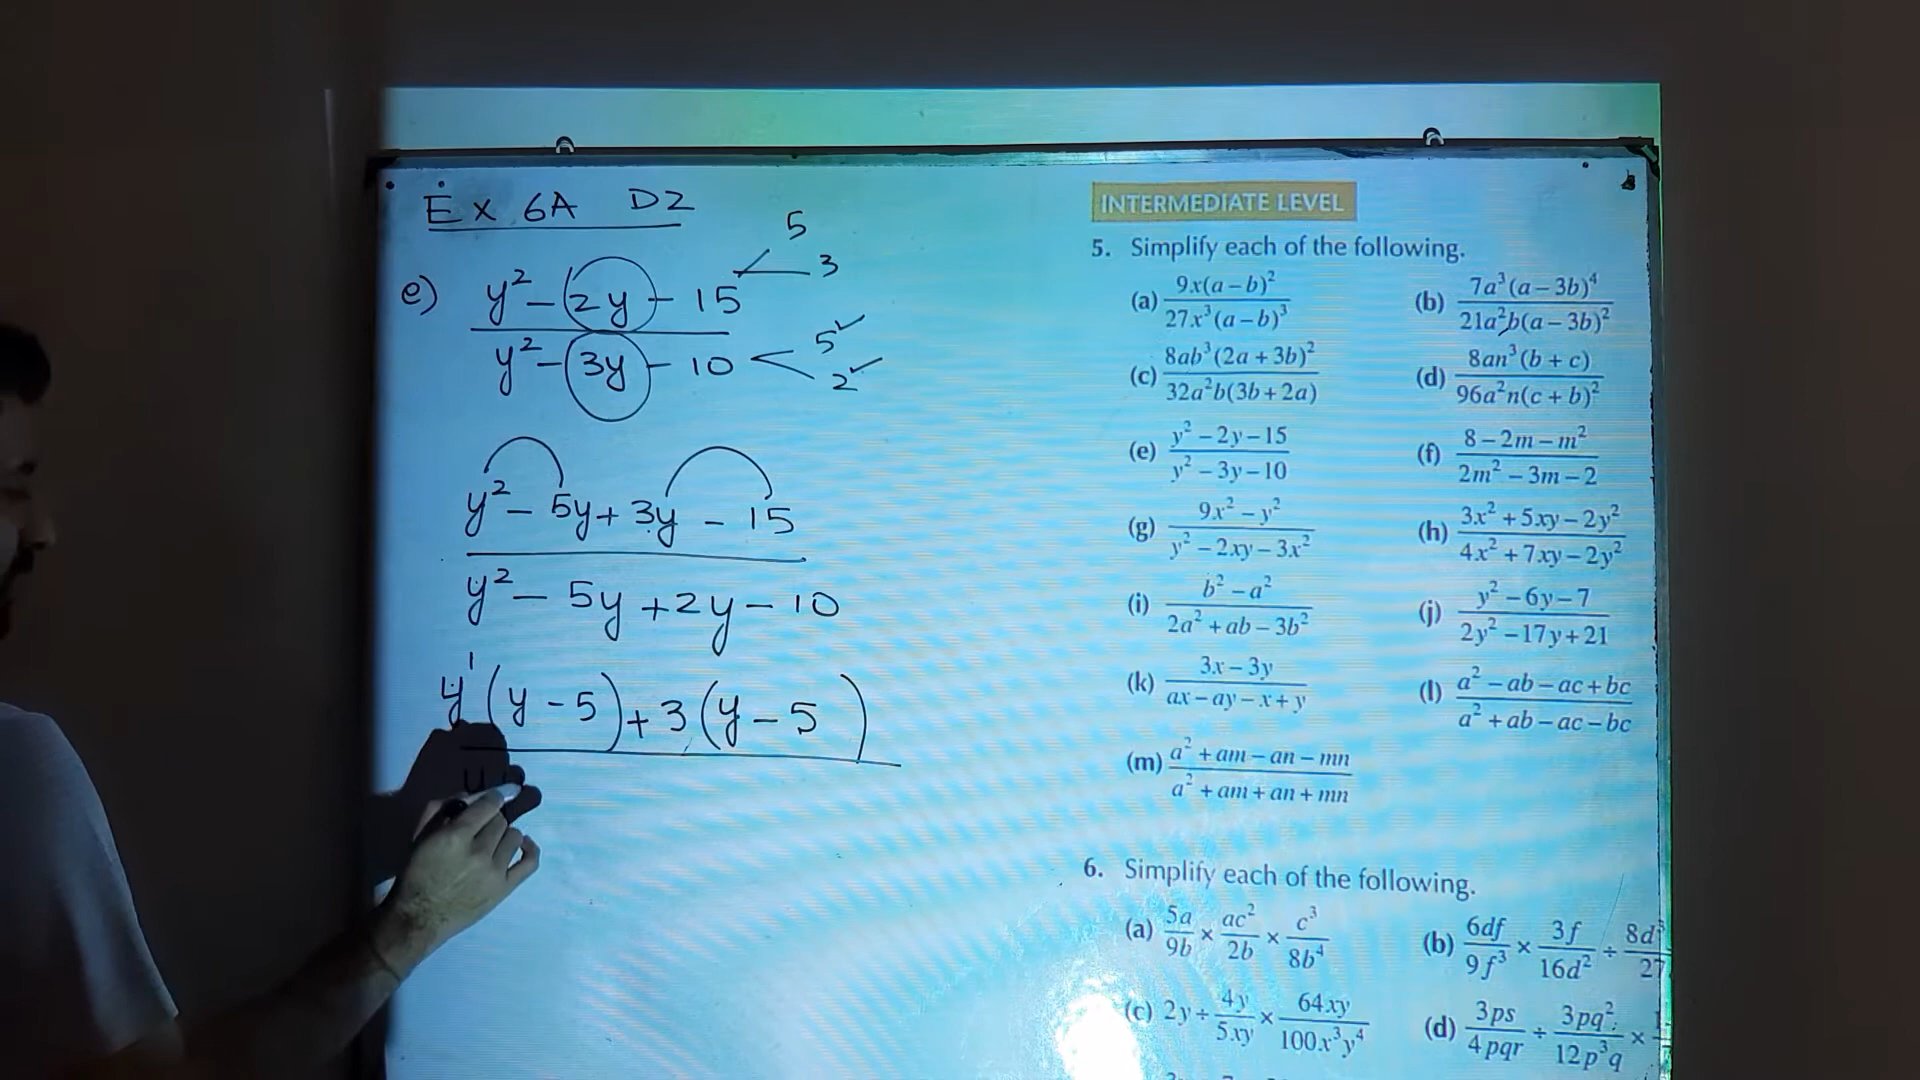 Ex 6A D2
5
3
e) y² - 2y - 15
y² - 3y - 10
5
2
y² - 5y + 3y - 15
y² - 5y + 2y - 10
y¹(y - 5) + 3(y - 5)
y
INTERMEDIATE LEVEL
5. Simplify each of the following.
(a) 9x(a – b)² / 27x³(a – b)³
(b) 7a³(a – 3b)⁴ / 21a²b(a – 3b)²
(c) 8ab³(2a + 3b)² / 32a²b(3b + 2a)
(d) 8an³(b + c) / 96a²n(c + b)²
(e) y² – 2y – 15 / y² – 3y – 10
(f) 8 – 2m – m² / 2m² – 3m – 2
(g) 9x² – y² / y² – 2xy – 3x²
(h) 3x² + 5xy – 2y² / 4x² + 7xy – 2y²
(i) b² – a² / 2a² + ab – 3b²
(j) y² – 6y – 7 / 2y² – 17y + 21
(k) 3x – 3y / ax – ay – x + y
(l) a² – ab – ac + bc / a² + ab – ac – bc
(m) a² + am – an – mn / a² + am + an + mn
6. Simplify each of the following.
(a) 5a/9b × ac²/2b × c³/8b⁴
(b) 6df/9f³ × 3f/16d² ÷ 8d³/27
(c) 2y ÷ 4y/5xy × 64xy/100x³y⁴
(d) 3ps/4pqr ÷ 3pq²/12p³q ×